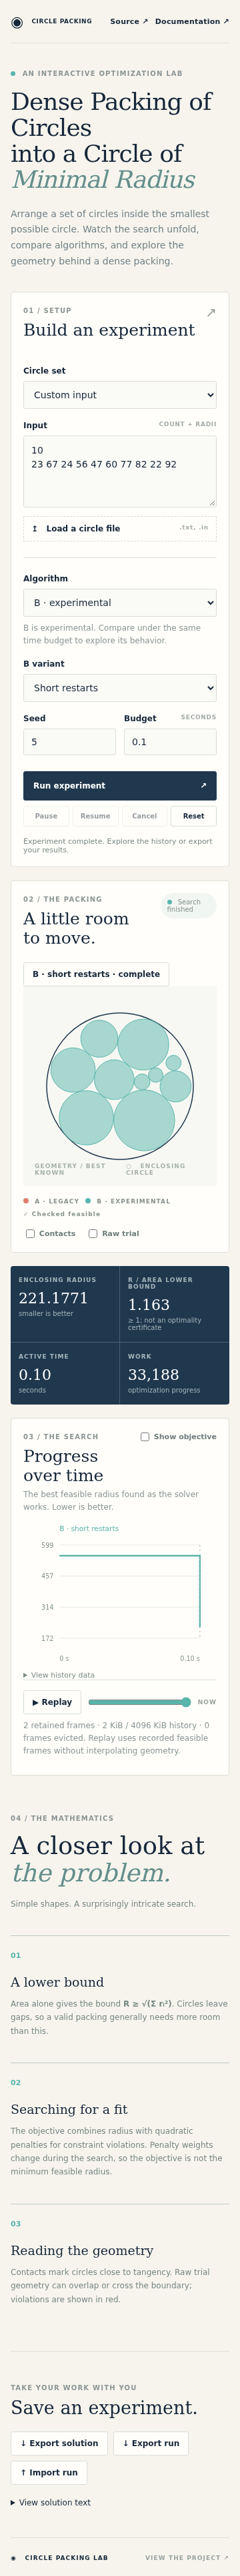 CIRCLE PACKING Source ↗ Documentation ↗
AN INTERACTIVE OPTIMIZATION LAB
Dense Packing of
Circles
into a Circle of
Minimal Radius
Arrange a set of circles inside the smallest
possible circle. Watch the search unfold,
compare algorithms, and explore the
geometry behind a dense packing.
01 / SETUP ↗
Build an experiment
Circle set
Custom input
Input COUNT + RADII
10
23 67 24 56 47 60 77 82 22 92
↥ Load a circle file .txt, .in
Algorithm
B · experimental
B is experimental. Compare under the same
time budget to explore its behavior.
B variant
Short restarts
Seed Budget SECONDS
5 0.1
Run experiment ↗
Pause Resume Cancel Reset
Experiment complete. Explore the history or export
your results.
02 / THE PACKING
Search
finished
A little room
to move.
B · short restarts · complete
GEOMETRY / BEST
KNOWN
ENCLOSING
CIRCLE
A · LEGACY B · EXPERIMENTAL
✓ Checked feasible
Contacts Raw trial
ENCLOSING RADIUS
221.1771
smaller is better
R / AREA LOWER
BOUND
1.163
≥ 1; not an optimality
certificate
ACTIVE TIME
0.10
seconds
WORK
33,188
optimization progress
03 / THE SEARCH Show objective
Progress
over time
The best feasible radius found as the solver
works. Lower is better.
B · short restarts
599
457
314
172
0 s 0.10 s
▶ View history data
▶ Replay NOW
2 retained frames · 2 KiB / 4096 KiB history · 0
frames evicted. Replay uses recorded feasible
frames without interpolating geometry.
04 / THE MATHEMATICS
A closer look at
the problem.
Simple shapes. A surprisingly intricate search.
01
A lower bound
Area alone gives the bound R ≥ √(Σ rᵢ²). Circles leave
gaps, so a valid packing generally needs more room
than this.
02
Searching for a fit
The objective combines radius with quadratic
penalties for constraint violations. Penalty weights
change during the search, so the objective is not the
minimum feasible radius.
03
Reading the geometry
Contacts mark circles close to tangency. Raw trial
geometry can overlap or cross the boundary;
violations are shown in red.
TAKE YOUR WORK WITH YOU
Save an experiment.
↓ Export solution ↓ Export run
↑ Import run
▶ View solution text
CIRCLE PACKING LAB VIEW THE PROJECT ↗